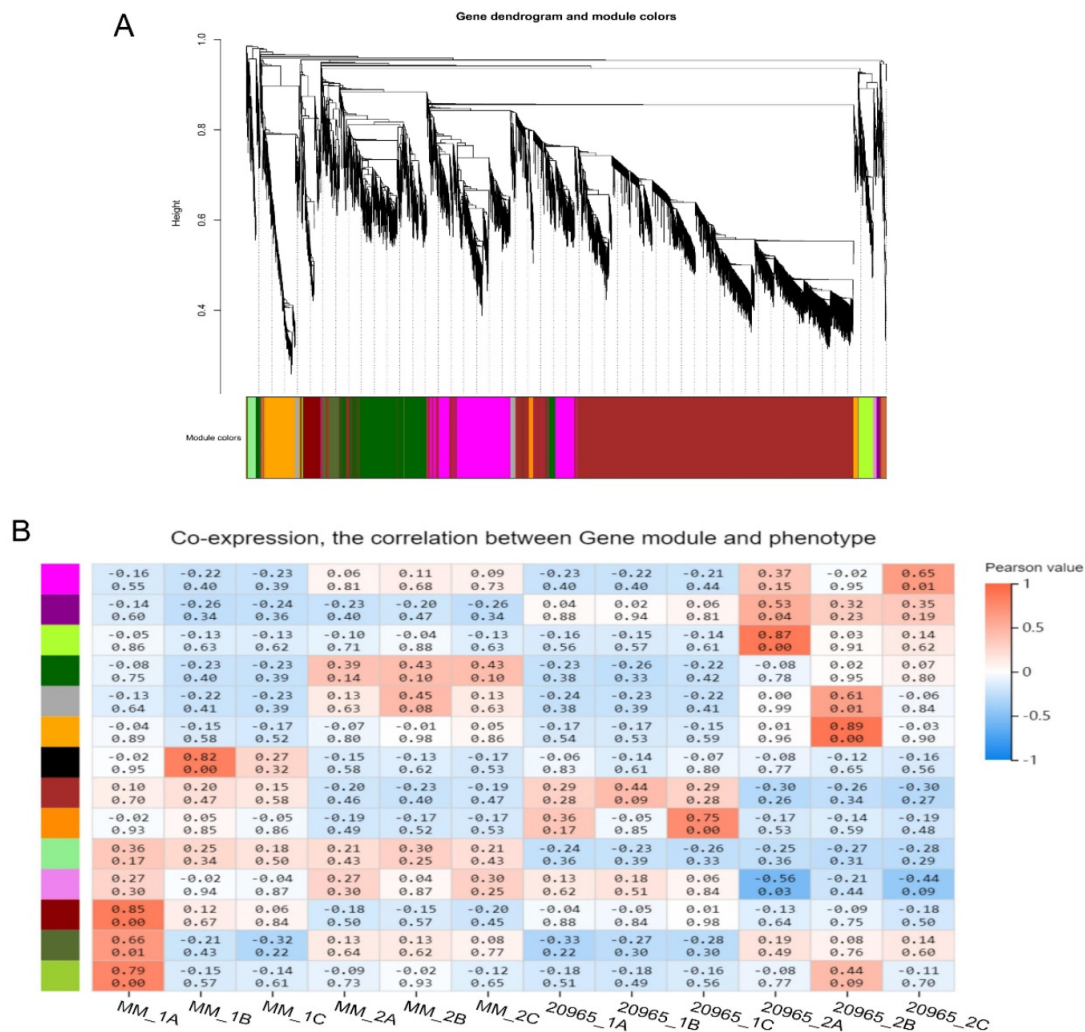 A
Gene dendrogram and module colors
1.0
0.8
Height
0.6
0.4
Module colors
B
Co-expression, the correlation between Gene module and phenotype
Pearson value
-0.16 -0.22 -0.23 0.06 0.11 0.09 -0.23 -0.22 -0.21 0.37 -0.02 0.65
0.55 0.40 0.39 0.81 0.68 0.73 0.40 0.40 0.44 0.15 0.95 0.01
-0.14 -0.26 -0.24 -0.23 -0.20 -0.26 0.04 0.02 0.06 0.53 0.32 0.35
0.60 0.34 0.36 0.40 0.47 0.34 0.88 0.94 0.81 0.04 0.23 0.19
-0.05 -0.13 -0.13 -0.10 -0.04 -0.13 -0.16 -0.15 -0.14 0.87 0.03 0.14
0.86 0.63 0.62 0.71 0.88 0.63 0.56 0.57 0.61 0.00 0.91 0.62
-0.08 -0.23 -0.23 0.39 0.43 0.43 -0.23 -0.26 -0.22 -0.08 0.02 0.07
0.75 0.40 0.39 0.14 0.10 0.10 0.38 0.33 0.42 0.78 0.95 0.80
-0.13 -0.22 -0.23 0.13 0.45 0.13 -0.24 -0.23 -0.22 0.00 0.61 -0.06
0.64 0.41 0.39 0.63 0.08 0.63 0.38 0.39 0.41 0.99 0.01 0.84
-0.04 -0.15 -0.17 -0.07 -0.01 0.05 -0.17 -0.17 -0.15 0.01 0.89 -0.03
0.89 0.58 0.52 0.80 0.98 0.86 0.54 0.53 0.59 0.96 0.00 0.90
-0.02 0.82 0.27 -0.15 -0.13 -0.17 -0.06 -0.14 -0.07 -0.08 -0.12 -0.16
0.95 0.00 0.32 0.58 0.62 0.53 0.83 0.61 0.80 0.77 0.65 0.56
0.10 0.20 0.15 -0.20 -0.23 -0.19 0.29 0.44 0.29 -0.30 -0.26 -0.30
0.70 0.47 0.58 0.46 0.40 0.47 0.28 0.09 0.28 0.26 0.34 0.27
-0.02 0.05 -0.05 -0.19 -0.17 -0.17 0.36 -0.05 0.75 -0.17 -0.14 -0.19
0.93 0.85 0.86 0.49 0.52 0.53 0.17 0.85 0.00 0.53 0.59 0.48
0.36 0.25 0.18 0.21 0.30 0.21 -0.24 -0.23 -0.26 -0.25 -0.27 -0.28
0.17 0.34 0.50 0.43 0.25 0.43 0.36 0.39 0.33 0.36 0.31 0.29
0.27 -0.02 -0.04 0.27 0.04 0.30 0.13 0.18 0.06 -0.56 -0.21 -0.44
0.30 0.94 0.87 0.30 0.87 0.25 0.62 0.51 0.84 0.03 0.44 0.09
0.85 0.12 0.06 -0.18 -0.15 -0.20 -0.04 -0.05 0.01 -0.13 -0.09 -0.18
0.00 0.67 0.84 0.50 0.57 0.45 0.88 0.84 0.98 0.64 0.75 0.50
0.66 -0.21 -0.32 0.13 0.13 0.08 -0.33 -0.27 -0.28 0.19 0.08 0.14
0.01 0.43 0.22 0.64 0.62 0.77 0.22 0.30 0.30 0.49 0.76 0.60
0.79 -0.15 -0.14 -0.09 -0.02 -0.12 -0.18 -0.18 -0.16 -0.08 0.44 -0.11
0.00 0.57 0.61 0.73 0.93 0.65 0.51 0.49 0.56 0.77 0.09 0.70
1
0.5
0
-0.5
-1
MM_1A MM_1B MM_1C MM_2A MM_2B MM_2C 20965_1A 20965_1B 20965_1C 20965_2A 20965_2B 20965_2C